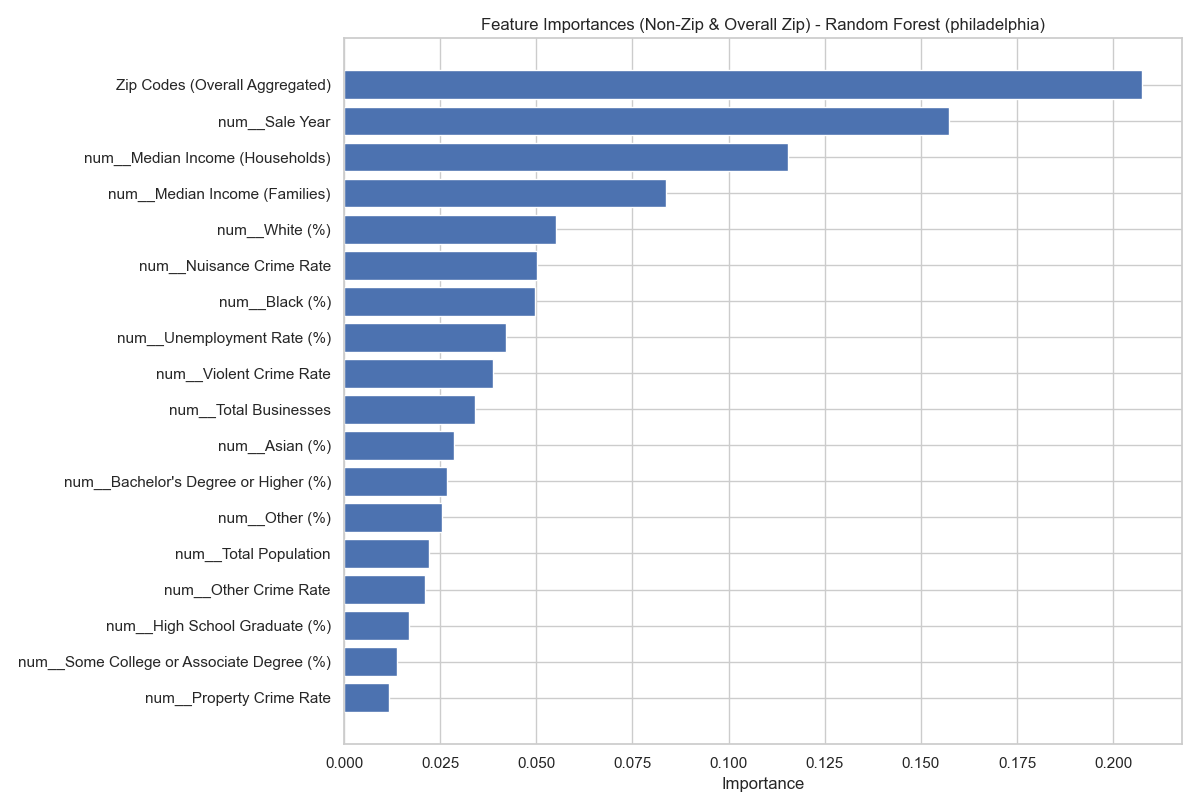 Feature Importances (Non-Zip & Overall Zip) - Random Forest (philadelphia)
Zip Codes (Overall Aggregated)
num__Sale Year
num__Median Income (Households)
num__Median Income (Families)
num__White (%)
num__Nuisance Crime Rate
num__Black (%)
num__Unemployment Rate (%)
num__Violent Crime Rate
num__Total Businesses
num__Asian (%)
num__Bachelor's Degree or Higher (%)
num__Other (%)
num__Total Population
num__Other Crime Rate
num__High School Graduate (%)
num__Some College or Associate Degree (%)
num__Property Crime Rate
0.000 0.025 0.050 0.075 0.100 0.125 0.150 0.175 0.200
Importance